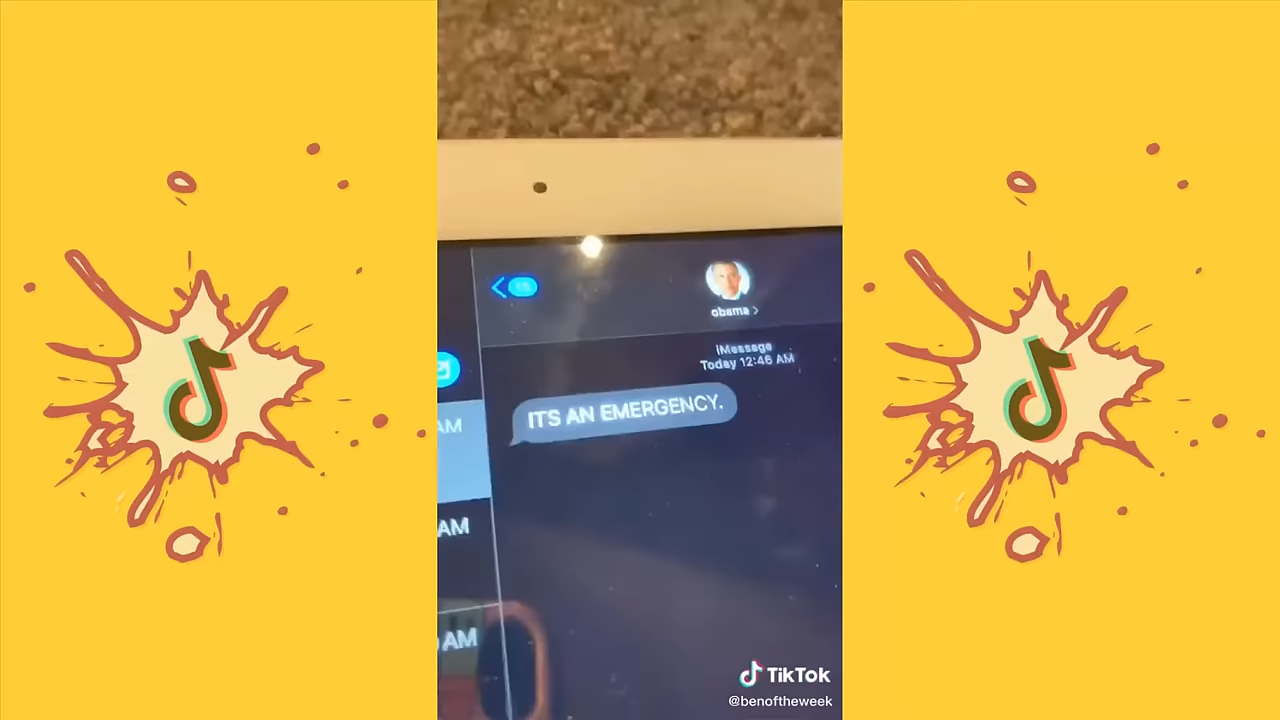 obama >
iMessage
Today 12:46 AM
ITS AN EMERGENCY.
AM
AM
AM
TikTok
@benoftheweek